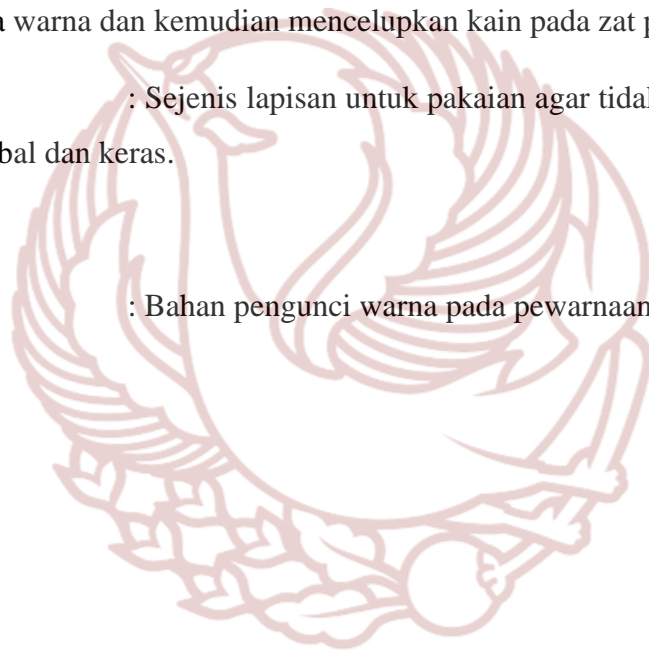 warna dan kemudian mencelupkan kain pada zat
: Sejenis lapisan untuk pakaian agar
bal dan keras.
: Bahan pengunci warna pada pewarnaan